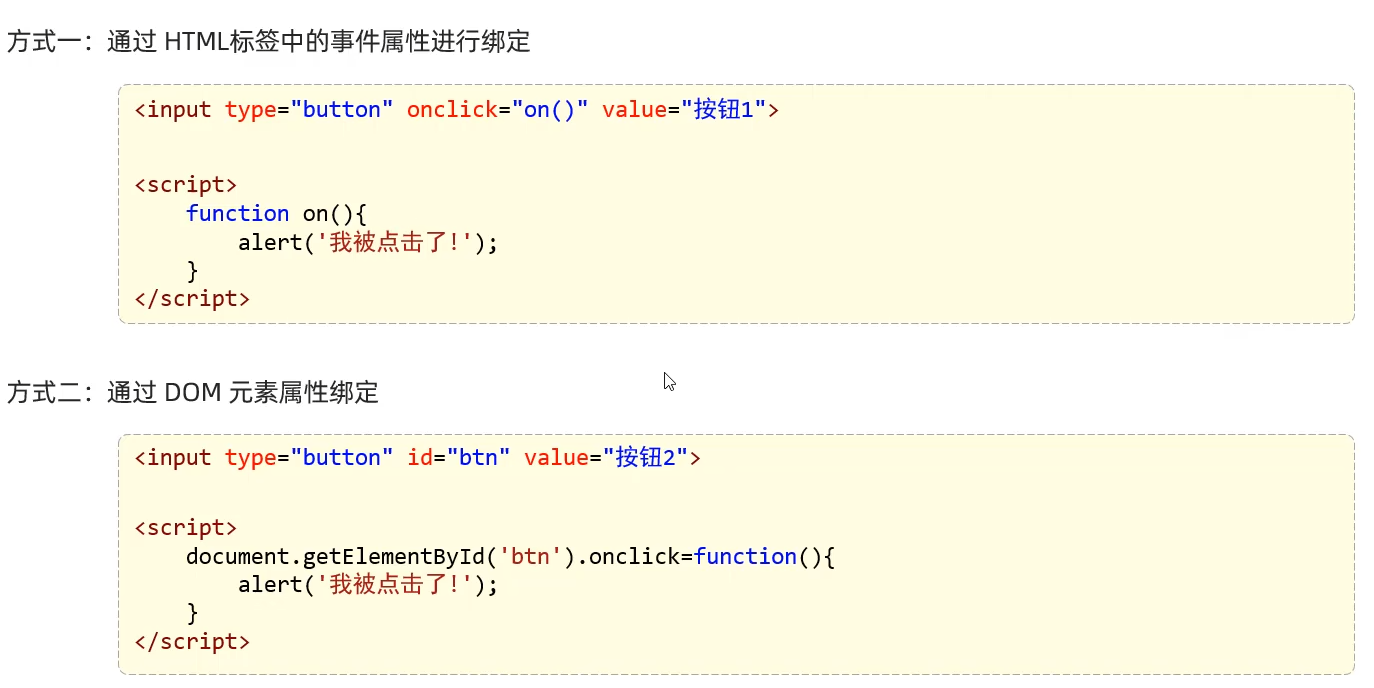 方式一：通过 HTML标签中的事件属性进行绑定
<input type="button" onclick="on()" value="按钮1">
<script>
    function on(){
        alert('我被点击了!');
    }
</script>
方式二：通过 DOM 元素属性绑定
<input type="button" id="btn" value="按钮2">
<script>
    document.getElementById('btn').onclick=function(){
        alert('我被点击了!');
    }
</script>